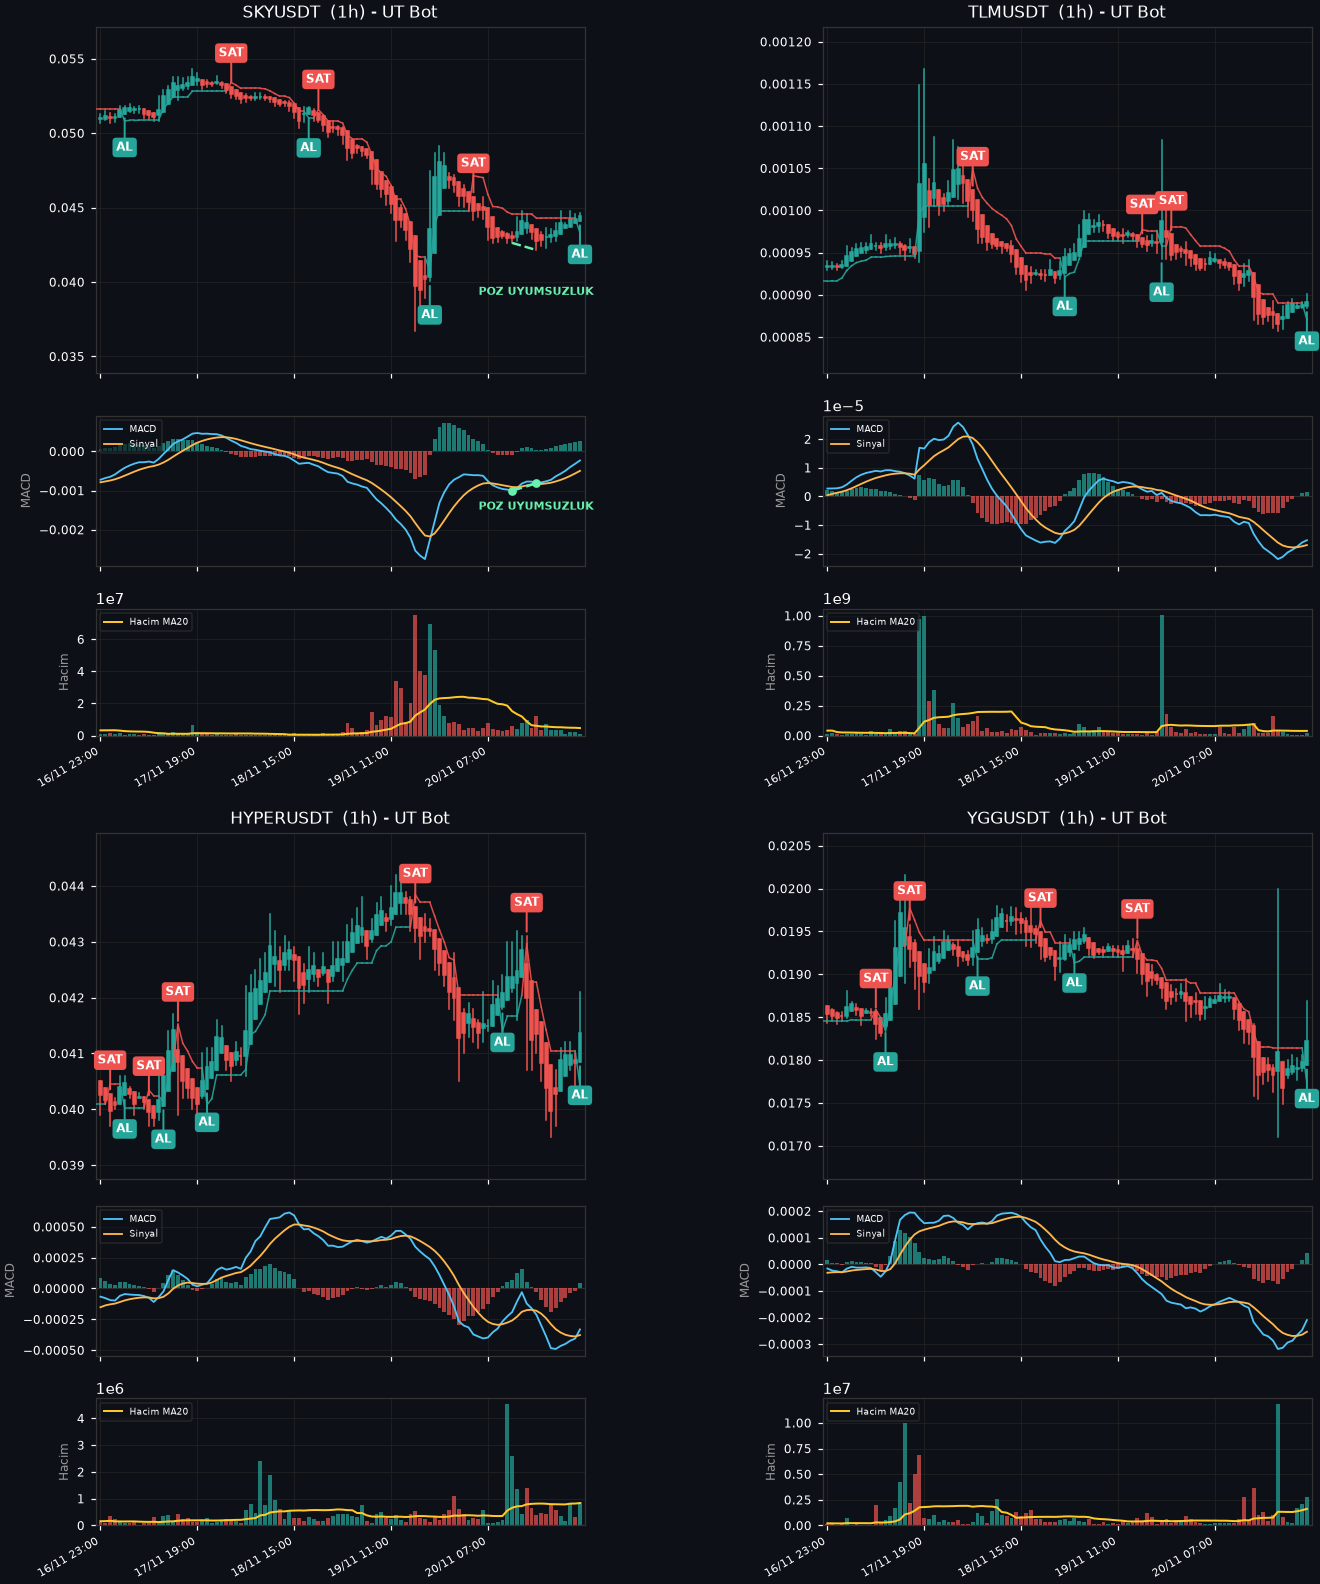 SKYUSDT  (1h) - UT Bot
0.055
0.050
0.045
0.040
0.035
SAT
SAT
AL
AL
SAT
AL
POZ UYUMSUZLUK
AL
MACD
0.000
−0.001
−0.002
MACD
Sinyal
POZ UYUMSUZLUK
1e7
Hacim
6
4
2
0
Hacim MA20
16/11 23:00
17/11 19:00
18/11 15:00
19/11 11:00
20/11 07:00
TLMUSDT  (1h) - UT Bot
0.00120
0.00115
0.00110
0.00105
0.00100
0.00095
0.00090
0.00085
SAT
SAT
SAT
AL
AL
AL
1e−5
MACD
2
1
0
−1
−2
MACD
Sinyal
1e9
Hacim
1.00
0.75
0.50
0.25
0.00
Hacim MA20
16/11 23:00
17/11 19:00
18/11 15:00
19/11 11:00
20/11 07:00
HYPERUSDT  (1h) - UT Bot
0.044
0.043
0.042
0.041
0.040
0.039
SAT
SAT
SAT
SAT
SAT
AL
AL
AL
AL
AL
MACD
0.00050
0.00025
0.00000
−0.00025
−0.00050
MACD
Sinyal
1e6
Hacim
4
3
2
1
0
Hacim MA20
16/11 23:00
17/11 19:00
18/11 15:00
19/11 11:00
20/11 07:00
YGGUSDT  (1h) - UT Bot
0.0205
0.0200
0.0195
0.0190
0.0185
0.0180
0.0175
0.0170
SAT
SAT
SAT
SAT
AL
AL
AL
AL
MACD
0.0002
0.0001
0.0000
−0.0001
−0.0002
−0.0003
MACD
Sinyal
1e7
Hacim
1.00
0.75
0.50
0.25
0.00
Hacim MA20
16/11 23:00
17/11 19:00
18/11 15:00
19/11 11:00
20/11 07:00